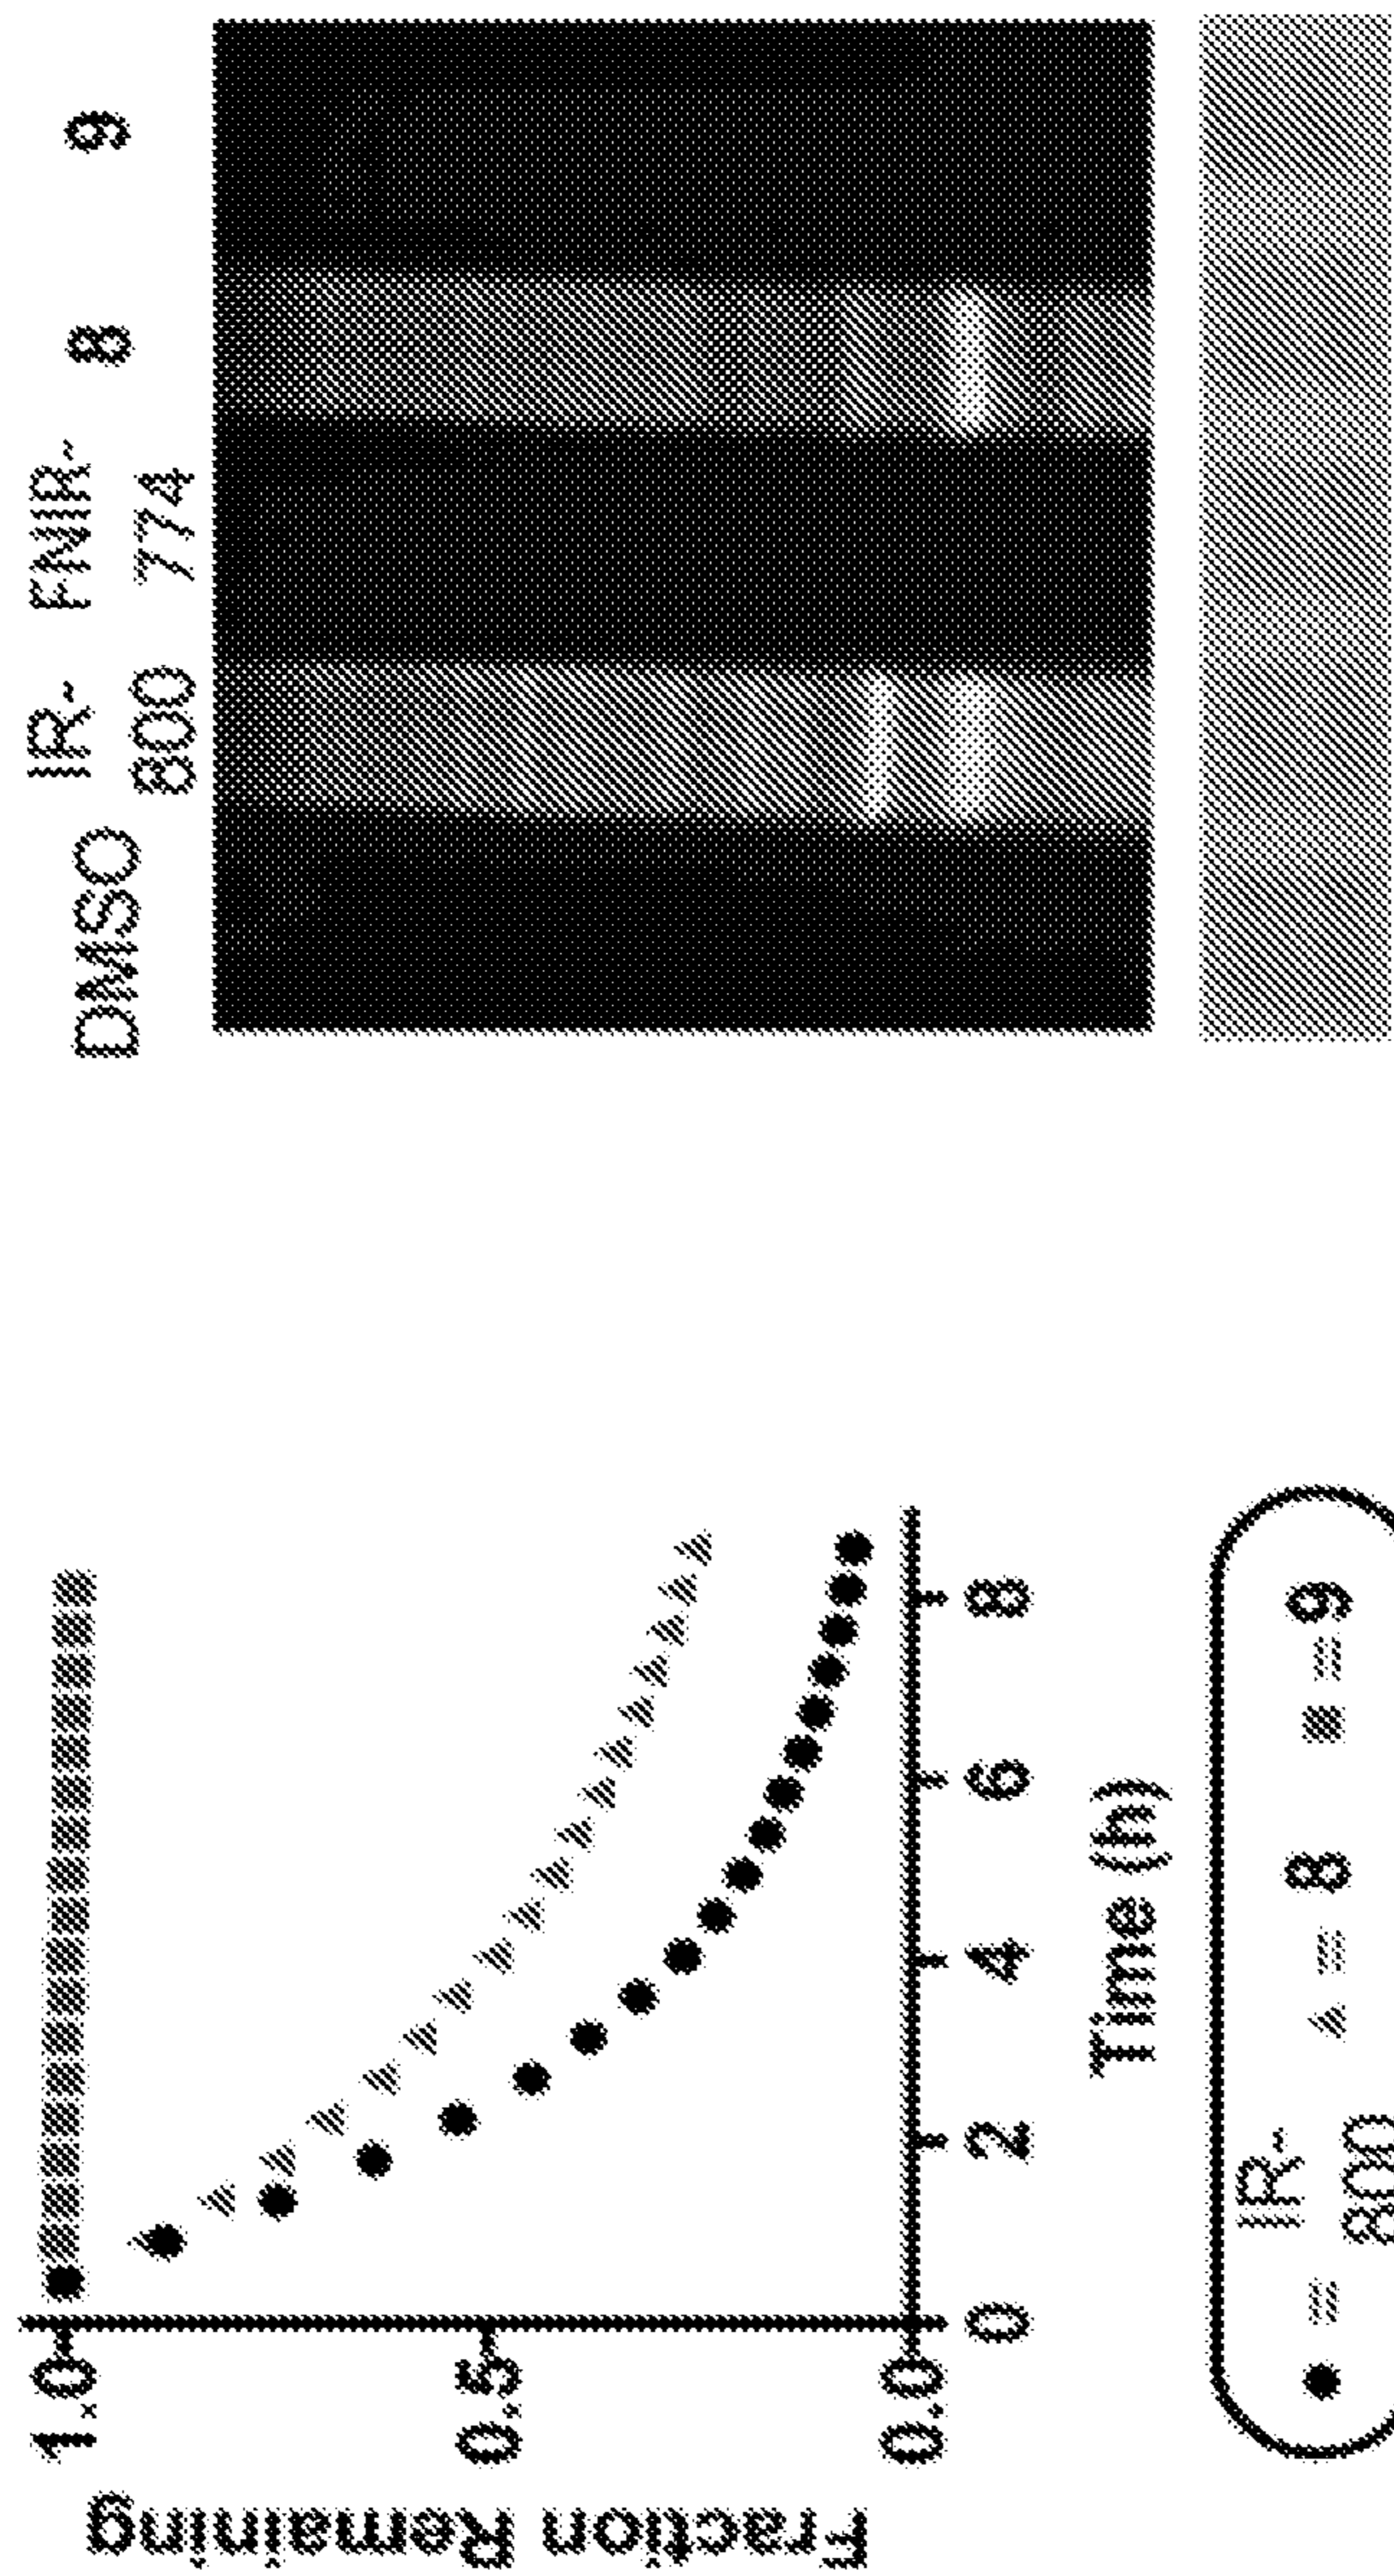 Fraction Remaining
1.0
0.5
0.0
0 2 4 6 8
Time (h)
● = IR-
800
▲ = 8
■ = 9
DMSO
IR-
800
FNIR-
774
8
9